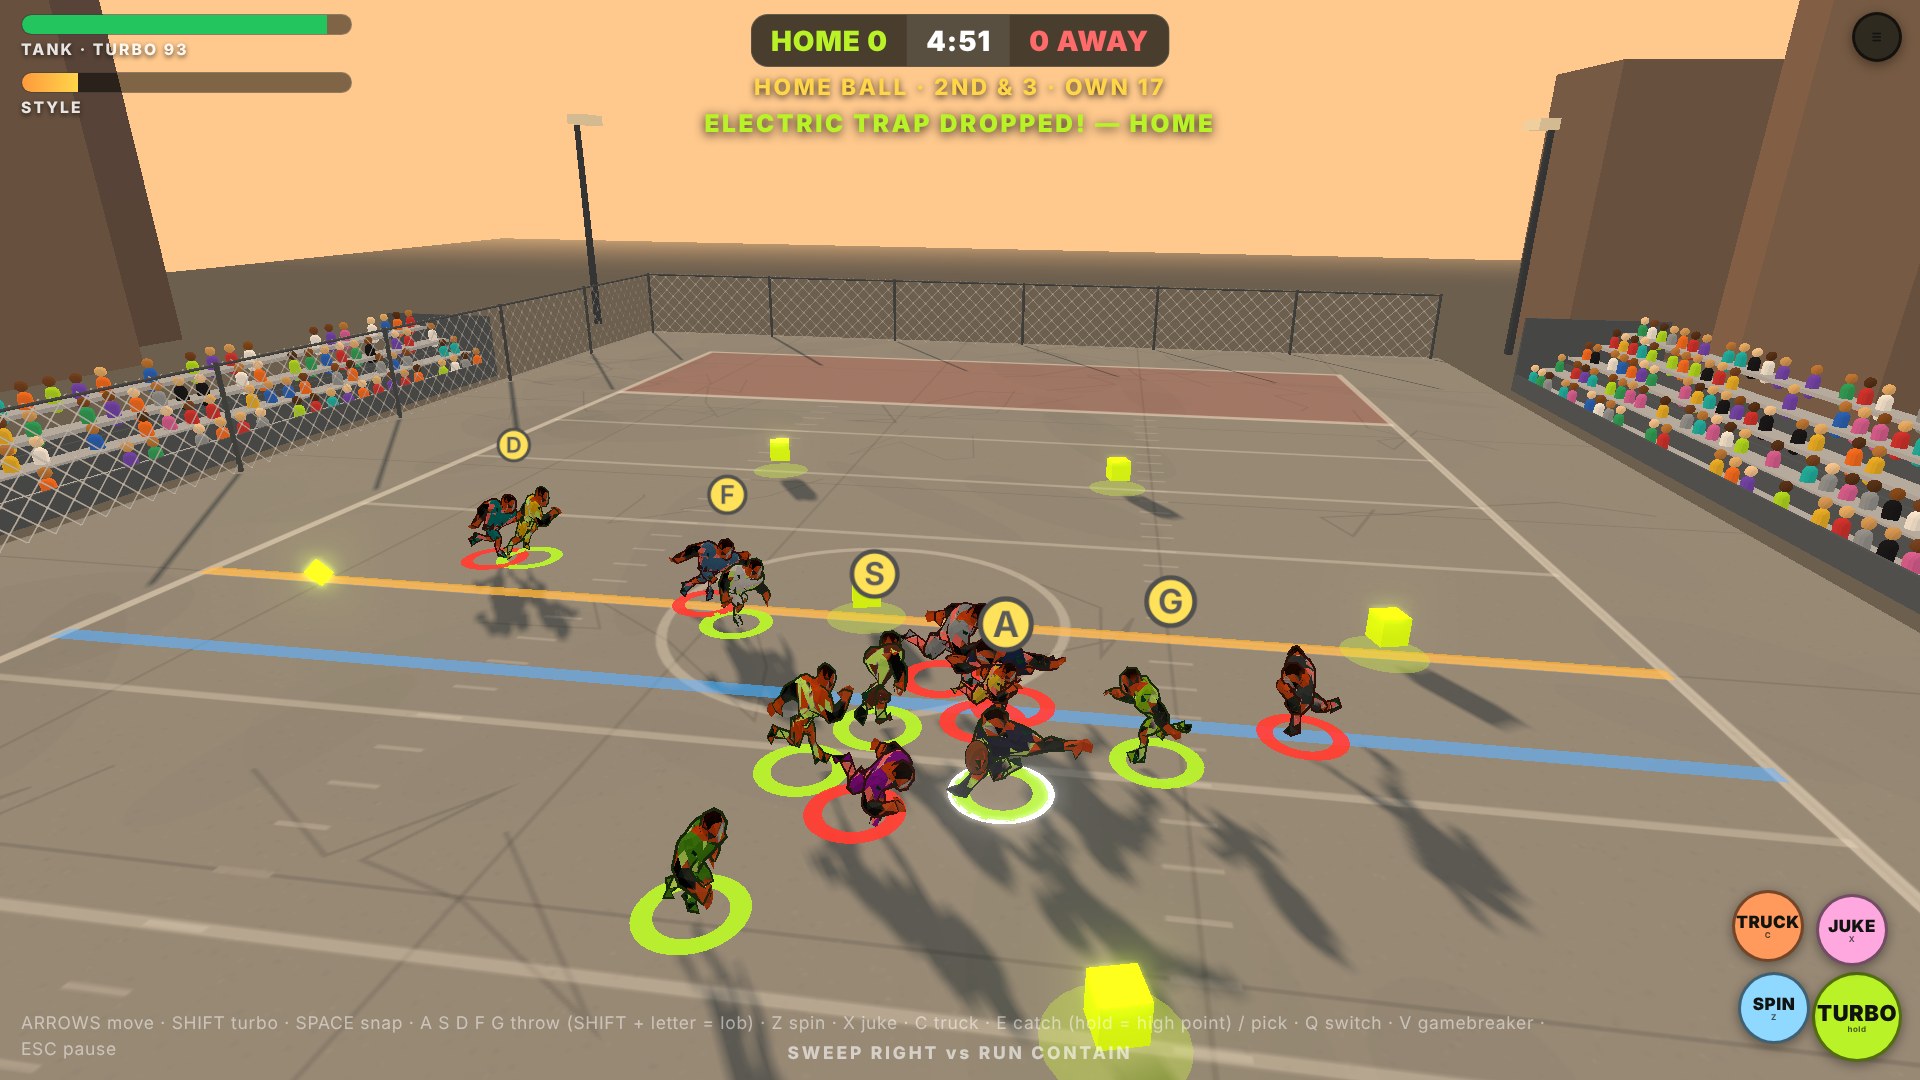 TANK · TURBO 93
STYLE
HOME 0 4:51 0 AWAY
HOME BALL · 2ND & 3 · OWN 17
ELECTRIC TRAP DROPPED! — HOME
D
F
S
A
G
TRUCK
C
JUKE
X
SPIN
Z
TURBO
hold
ARROWS move · SHIFT turbo · SPACE snap · A S D F G throw (SHIFT + letter = lob) · Z spin · X juke · C truck · E catch (hold = high point) / pick · Q switch · V gamebreaker ·
ESC pause
SWEEP RIGHT vs RUN CONTAIN